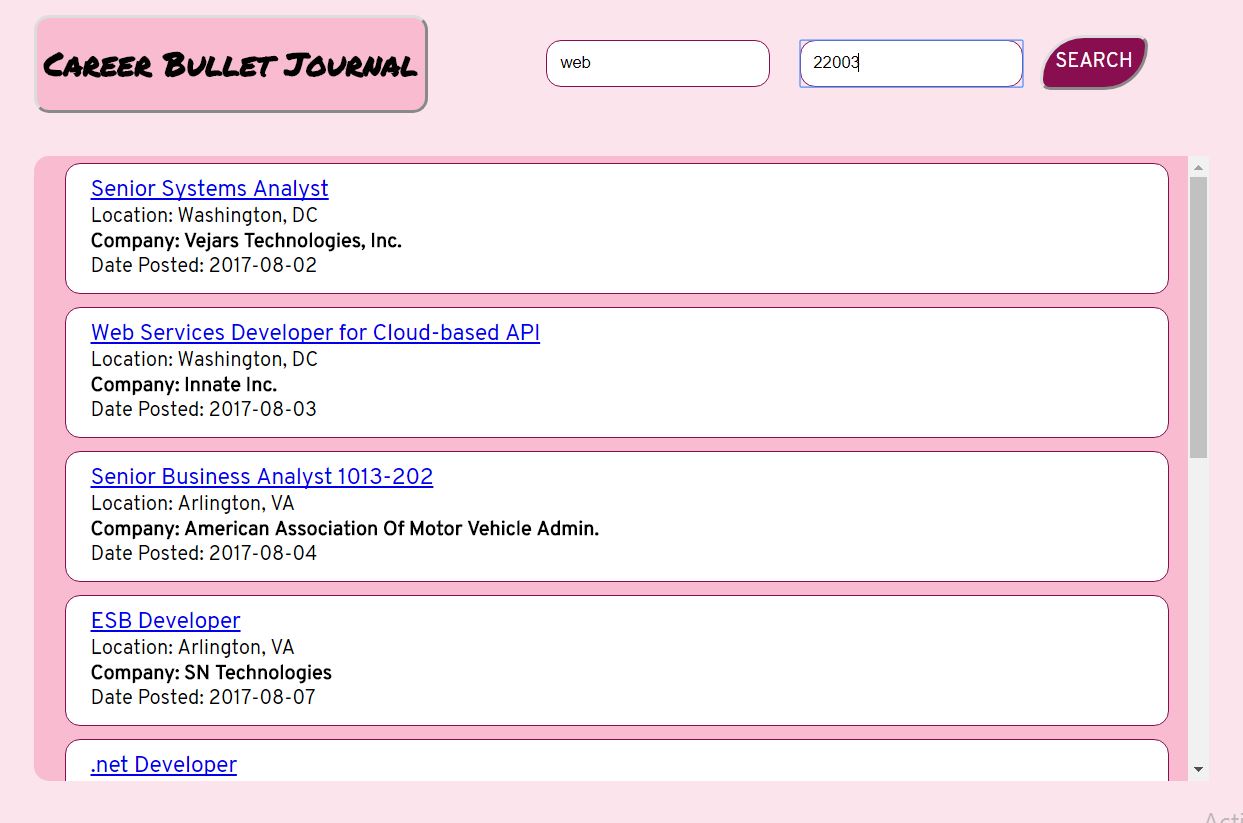 Career Bullet Journal
web
22003
SEARCH
Senior Systems Analyst
Location: Washington, DC
Company: Vejars Technologies, Inc.
Date Posted: 2017-08-02
Web Services Developer for Cloud-based API
Location: Washington, DC
Company: Innate Inc.
Date Posted: 2017-08-03
Senior Business Analyst 1013-202
Location: Arlington, VA
Company: American Association Of Motor Vehicle Admin.
Date Posted: 2017-08-04
ESB Developer
Location: Arlington, VA
Company: SN Technologies
Date Posted: 2017-08-07
.net Developer